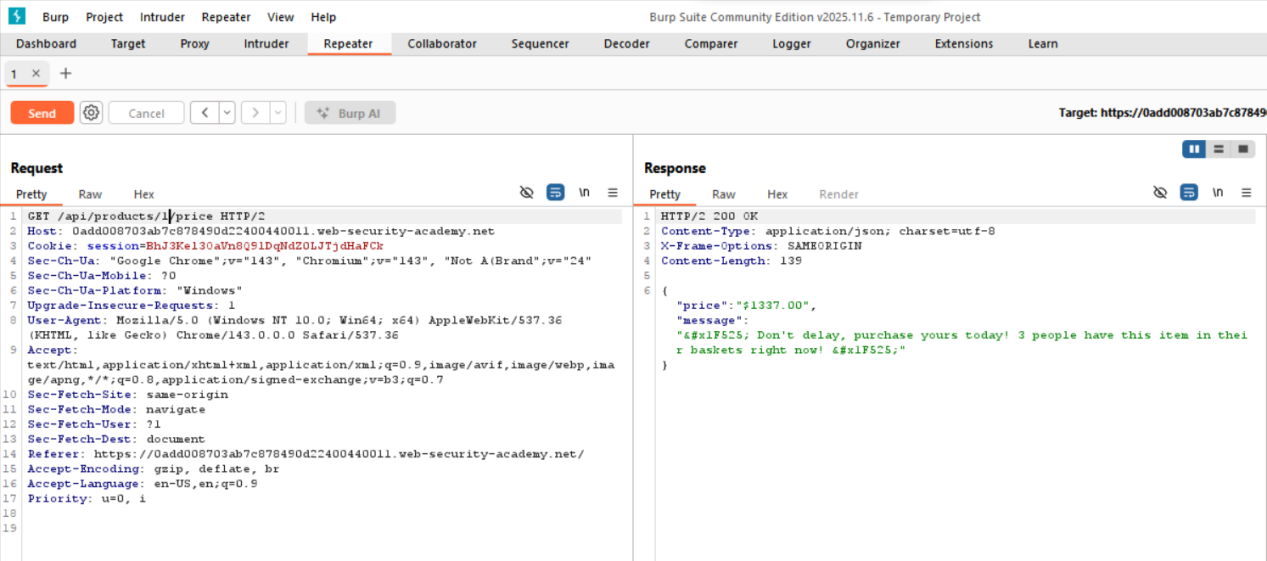 Burp Project Intruder Repeater View Help Burp Suite Community Edition v2025.11.6 - Temporary Project
Dashboard Target Proxy Intruder Repeater Collaborator Sequencer Decoder Comparer Logger Organizer Extensions Learn
1 × +
Send Cancel < > Burp AI Target: https://0add008703ab7c87849
Request
Pretty Raw Hex \n
1 GET /api/products/1/price HTTP/2
2 Host: 0add008703ab7c878490d22400440011.web-security-academy.net
3 Cookie: session=BhJ3Kel30aVn8Q9lDqNdZ0LJTjdHaFCk
4 Sec-Ch-Ua: "Google Chrome";v="143", "Chromium";v="143", "Not A(Brand";v="24"
5 Sec-Ch-Ua-Mobile: ?0
6 Sec-Ch-Ua-Platform: "Windows"
7 Upgrade-Insecure-Requests: 1
8 User-Agent: Mozilla/5.0 (Windows NT 10.0; Win64; x64) AppleWebKit/537.36
(KHTML, like Gecko) Chrome/143.0.0.0 Safari/537.36
9 Accept:
text/html,application/xhtml+xml,application/xml;q=0.9,image/avif,image/webp,ima
ge/apng,*/*;q=0.8,application/signed-exchange;v=b3;q=0.7
10 Sec-Fetch-Site: same-origin
11 Sec-Fetch-Mode: navigate
12 Sec-Fetch-User: ?1
13 Sec-Fetch-Dest: document
14 Referer: https://0add008703ab7c878490d22400440011.web-security-academy.net/
15 Accept-Encoding: gzip, deflate, br
16 Accept-Language: en-US,en;q=0.9
17 Priority: u=0, i
18
19
Response
Pretty Raw Hex Render \n
1 HTTP/2 200 OK
2 Content-Type: application/json; charset=utf-8
3 X-Frame-Options: SAMEORIGIN
4 Content-Length: 139
5
6 {
"price":"$1337.00",
"message":
"&#x1F525; Don't delay, purchase yours today! 3 people have this item in thei
r baskets right now! &#x1F525;"
}